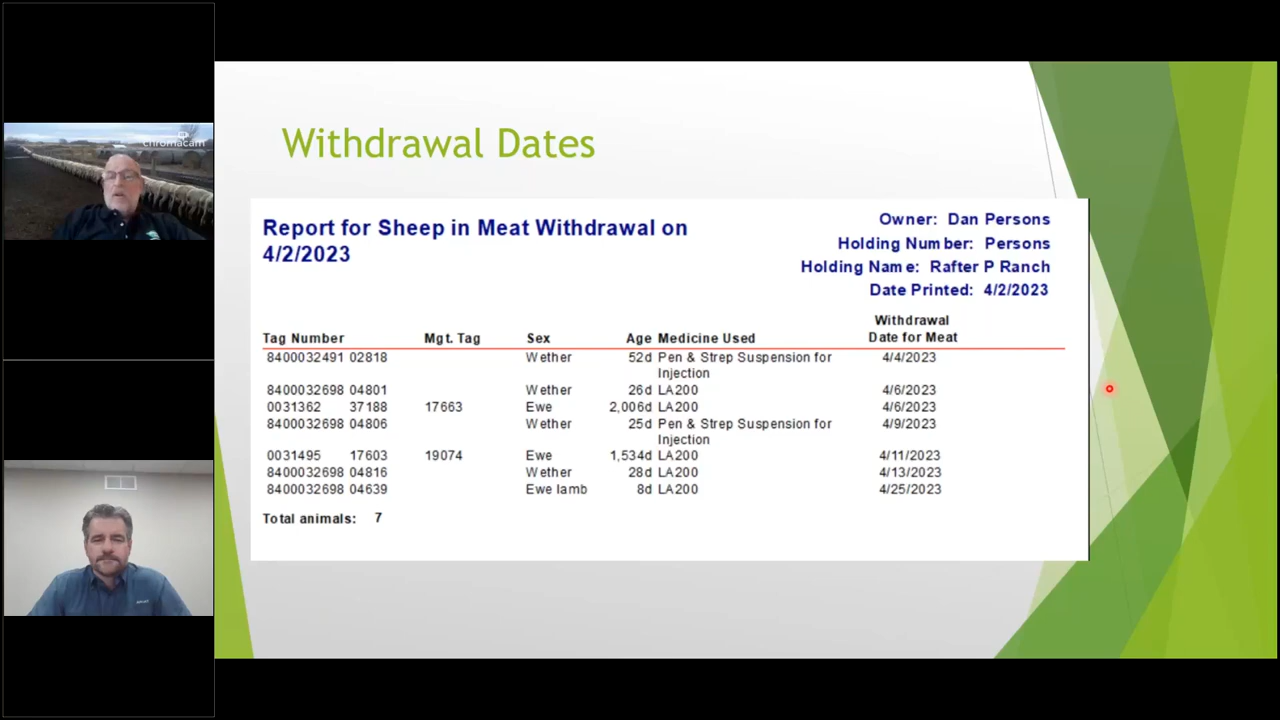 chromacam
Withdrawal Dates
Report for Sheep in Meat Withdrawal on
4/2/2023
Owner: Dan Persons
Holding Number: Persons
Holding Name: Rafter P Ranch
Date Printed: 4/2/2023
Tag Number Mgt. Tag Sex Age Medicine Used Withdrawal Date for Meat
8400032491 02818 Wether 52d Pen & Strep Suspension for 4/4/2023
Injection
8400032698 04801 Wether 26d LA200 4/6/2023
0031362 37188 17663 Ewe 2,006d LA200 4/6/2023
8400032698 04806 Wether 25d Pen & Strep Suspension for 4/9/2023
Injection
0031495 17603 19074 Ewe 1,534d LA200 4/11/2023
8400032698 04816 Wether 28d LA200 4/13/2023
8400032698 04639 Ewe lamb 8d LA200 4/25/2023
Total animals: 7